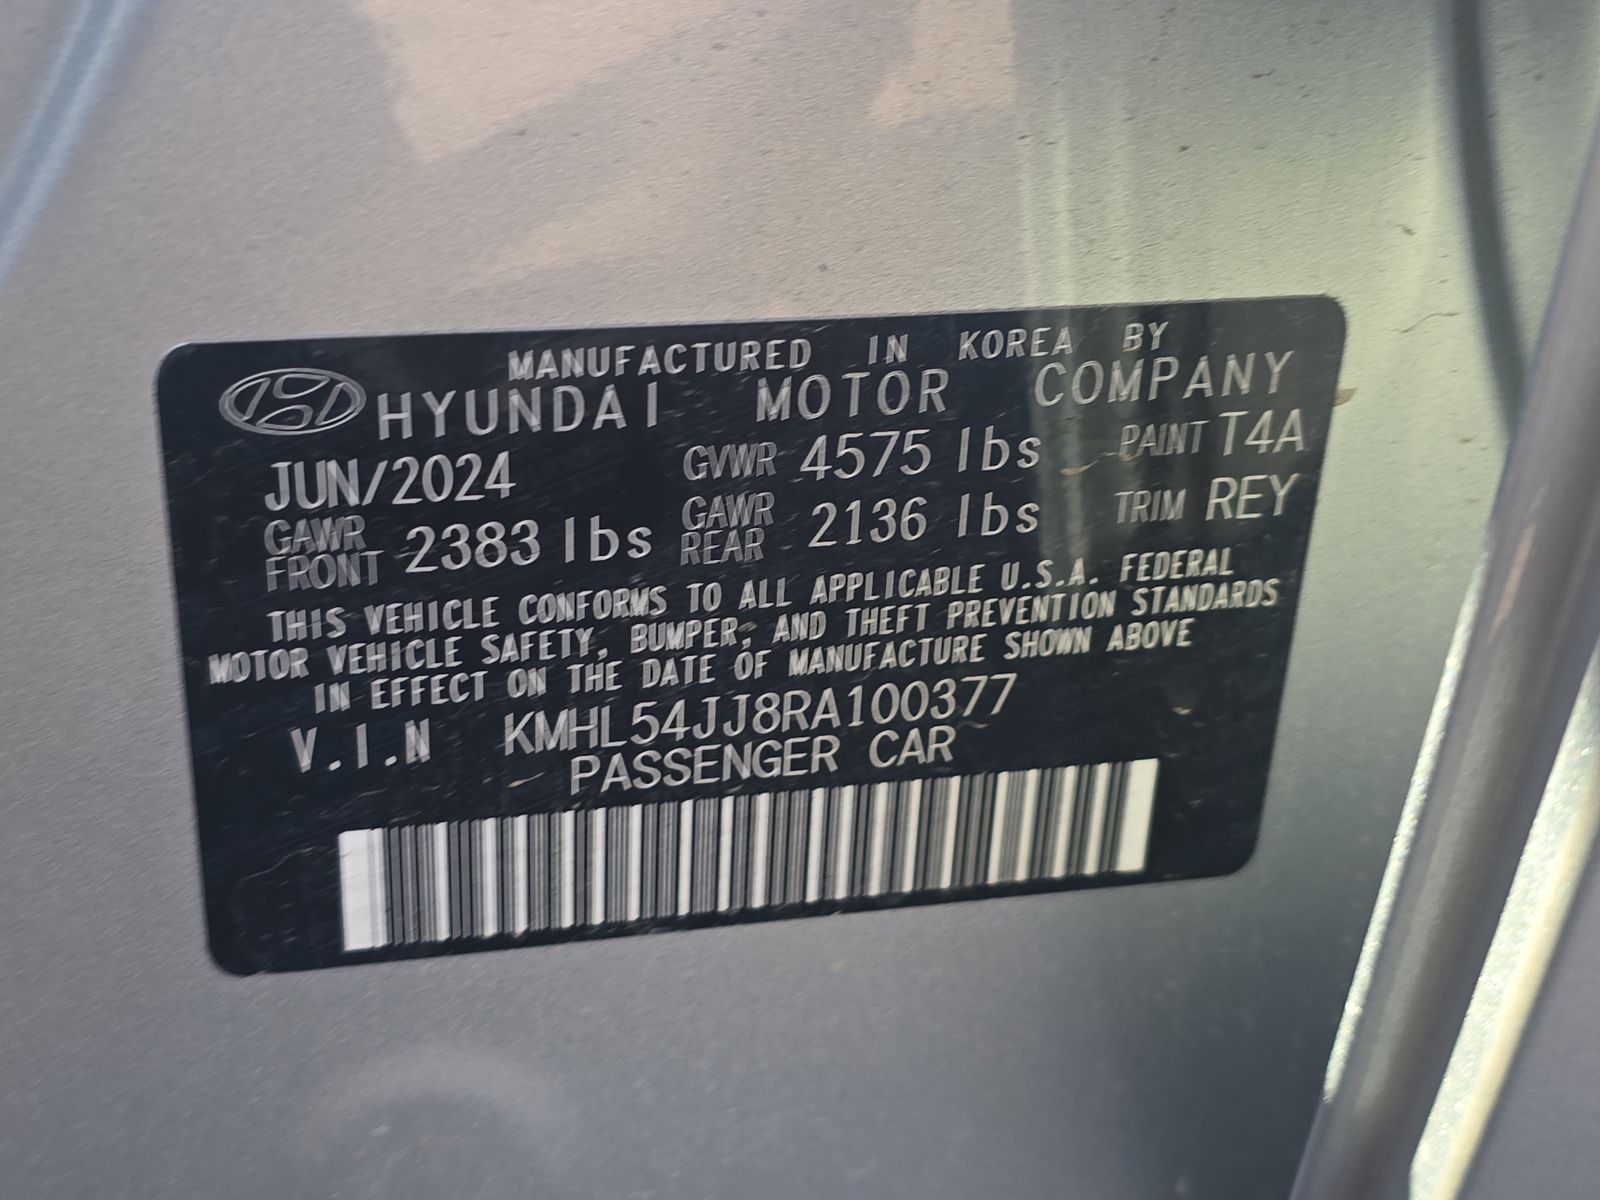 MANUFACTURED IN KOREA BY
HYUNDAI MOTOR COMPANY
JUN/2024 GVWR 4575 lbs PAINT T4A
GAWR FRONT 2383 lbs GAWR REAR 2136 lbs TRIM REY
THIS VEHICLE CONFORMS TO ALL APPLICABLE U.S.A. FEDERAL
MOTOR VEHICLE SAFETY, BUMPER, AND THEFT PREVENTION STANDARDS
IN EFFECT ON THE DATE OF MANUFACTURE SHOWN ABOVE
V.I.N KMHL54JJ8RA100377
PASSENGER CAR